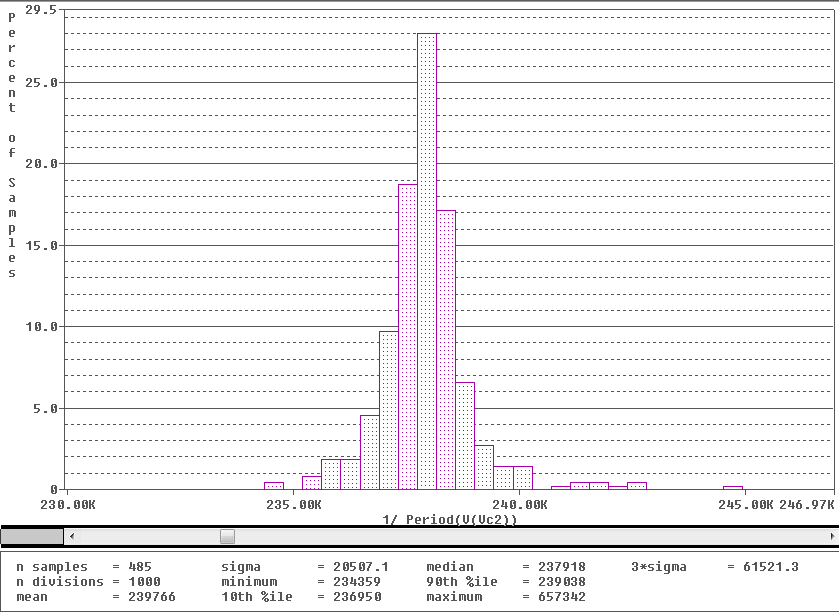 Percent of Samples
29.5
25.0
20.0
15.0
10.0
5.0
0
230.00K 235.00K 240.00K 245.00K 246.97K
1/ Period(V(Vc2))
n samples = 485 sigma = 20507.1 median = 237918 3*sigma = 61521.3
n divisions = 1000 minimum = 234359 90th %ile = 239038
mean = 239766 10th %ile = 236950 maximum = 657342